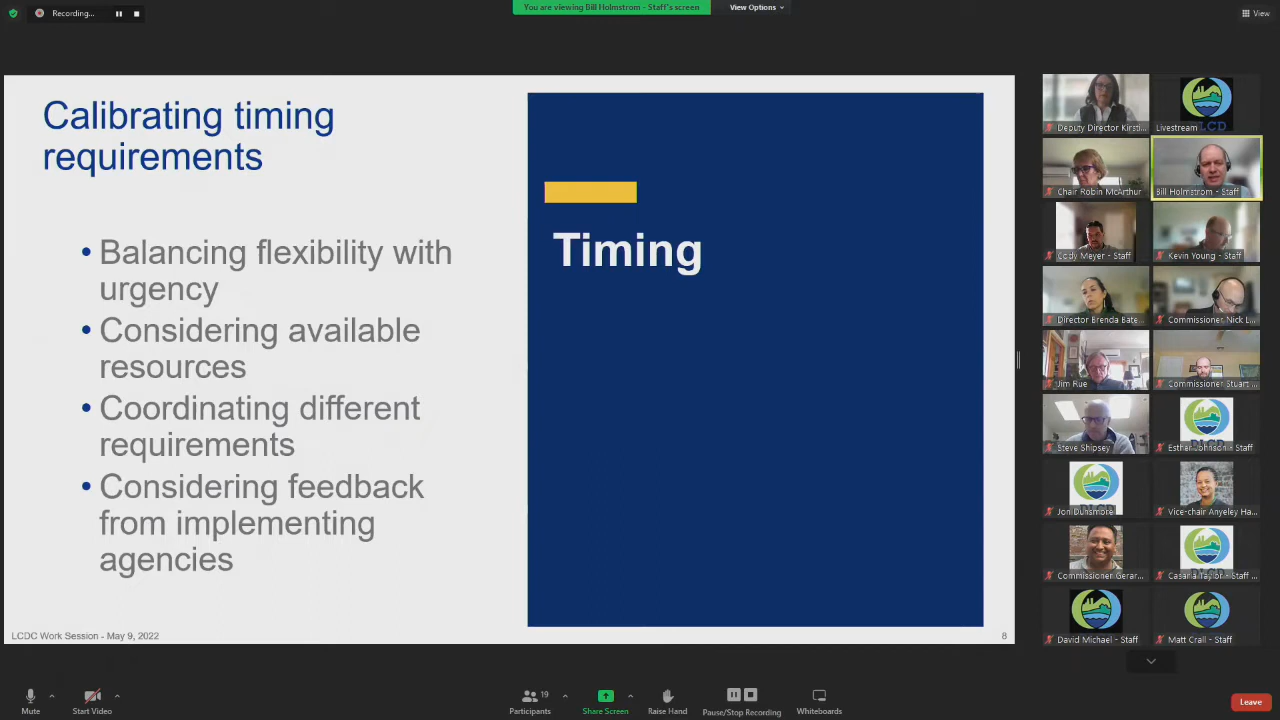 Recording...
You are viewing Bill Holmstrom - Staff's screen
View Options
View
Calibrating timing
requirements
• Balancing flexibility with
urgency
• Considering available
resources
• Coordinating different
requirements
• Considering feedback
from implementing
agencies
Timing
LCDC Work Session - May 9, 2022
8
Deputy Director Kirsti...
Livestream
Chair Robin McArthur
Bill Holmstrom - Staff
Cody Meyer - Staff
Kevin Young - Staff
Director Brenda Bate...
Commissioner Nick L...
Jim Rue
Commissioner Stuart ...
Steve Shipsey
Esther Johnson - Staff
Jon Dunsmore
Vice-chair Anyeley Ha...
Commissioner Gerar...
Casaria Taylor - Staff ...
David Michael - Staff
Matt Crall - Staff
Mute
Start Video
Participants
19
Share Screen
Raise Hand
Pause/Stop Recording
Whiteboards
Leave